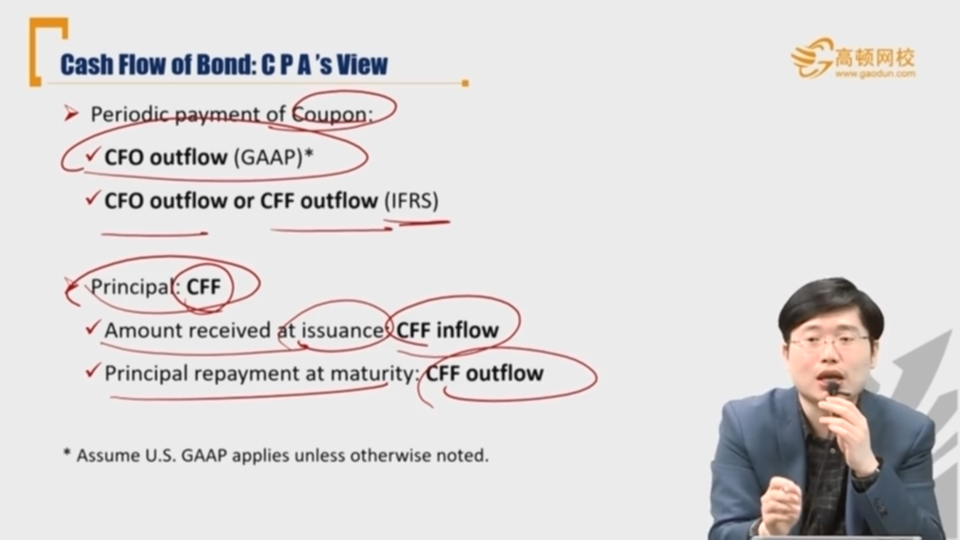 Cash Flow of Bond: C P A ’s View
高顿网校
www.gaodun.com
Periodic payment of Coupon:
CFO outflow (GAAP)*
CFO outflow or CFF outflow (IFRS)
Principal: CFF
Amount received at issuance: CFF inflow
Principal repayment at maturity: CFF outflow
* Assume U.S. GAAP applies unless otherwise noted.